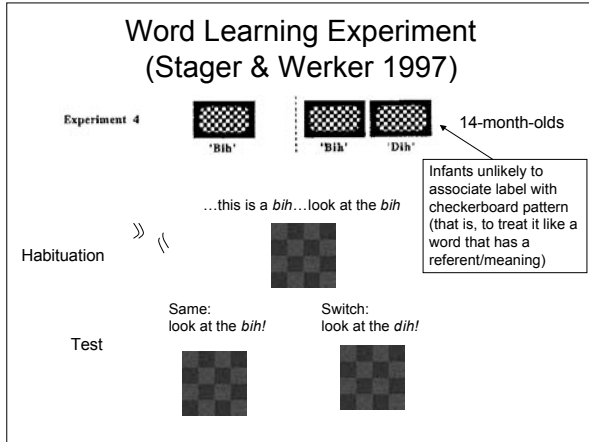 Word Learning Experiment
(Stager & Werker 1997)
Experiment 4
'Bih'
'Bih'
'Dih'
14-month-olds
Infants unlikely to
associate label with
checkerboard pattern
(that is, to treat it like a
word that has a
referent/meaning)
…this is a bih…look at the bih
Habituation
Same:
look at the bih!
Switch:
look at the dih!
Test